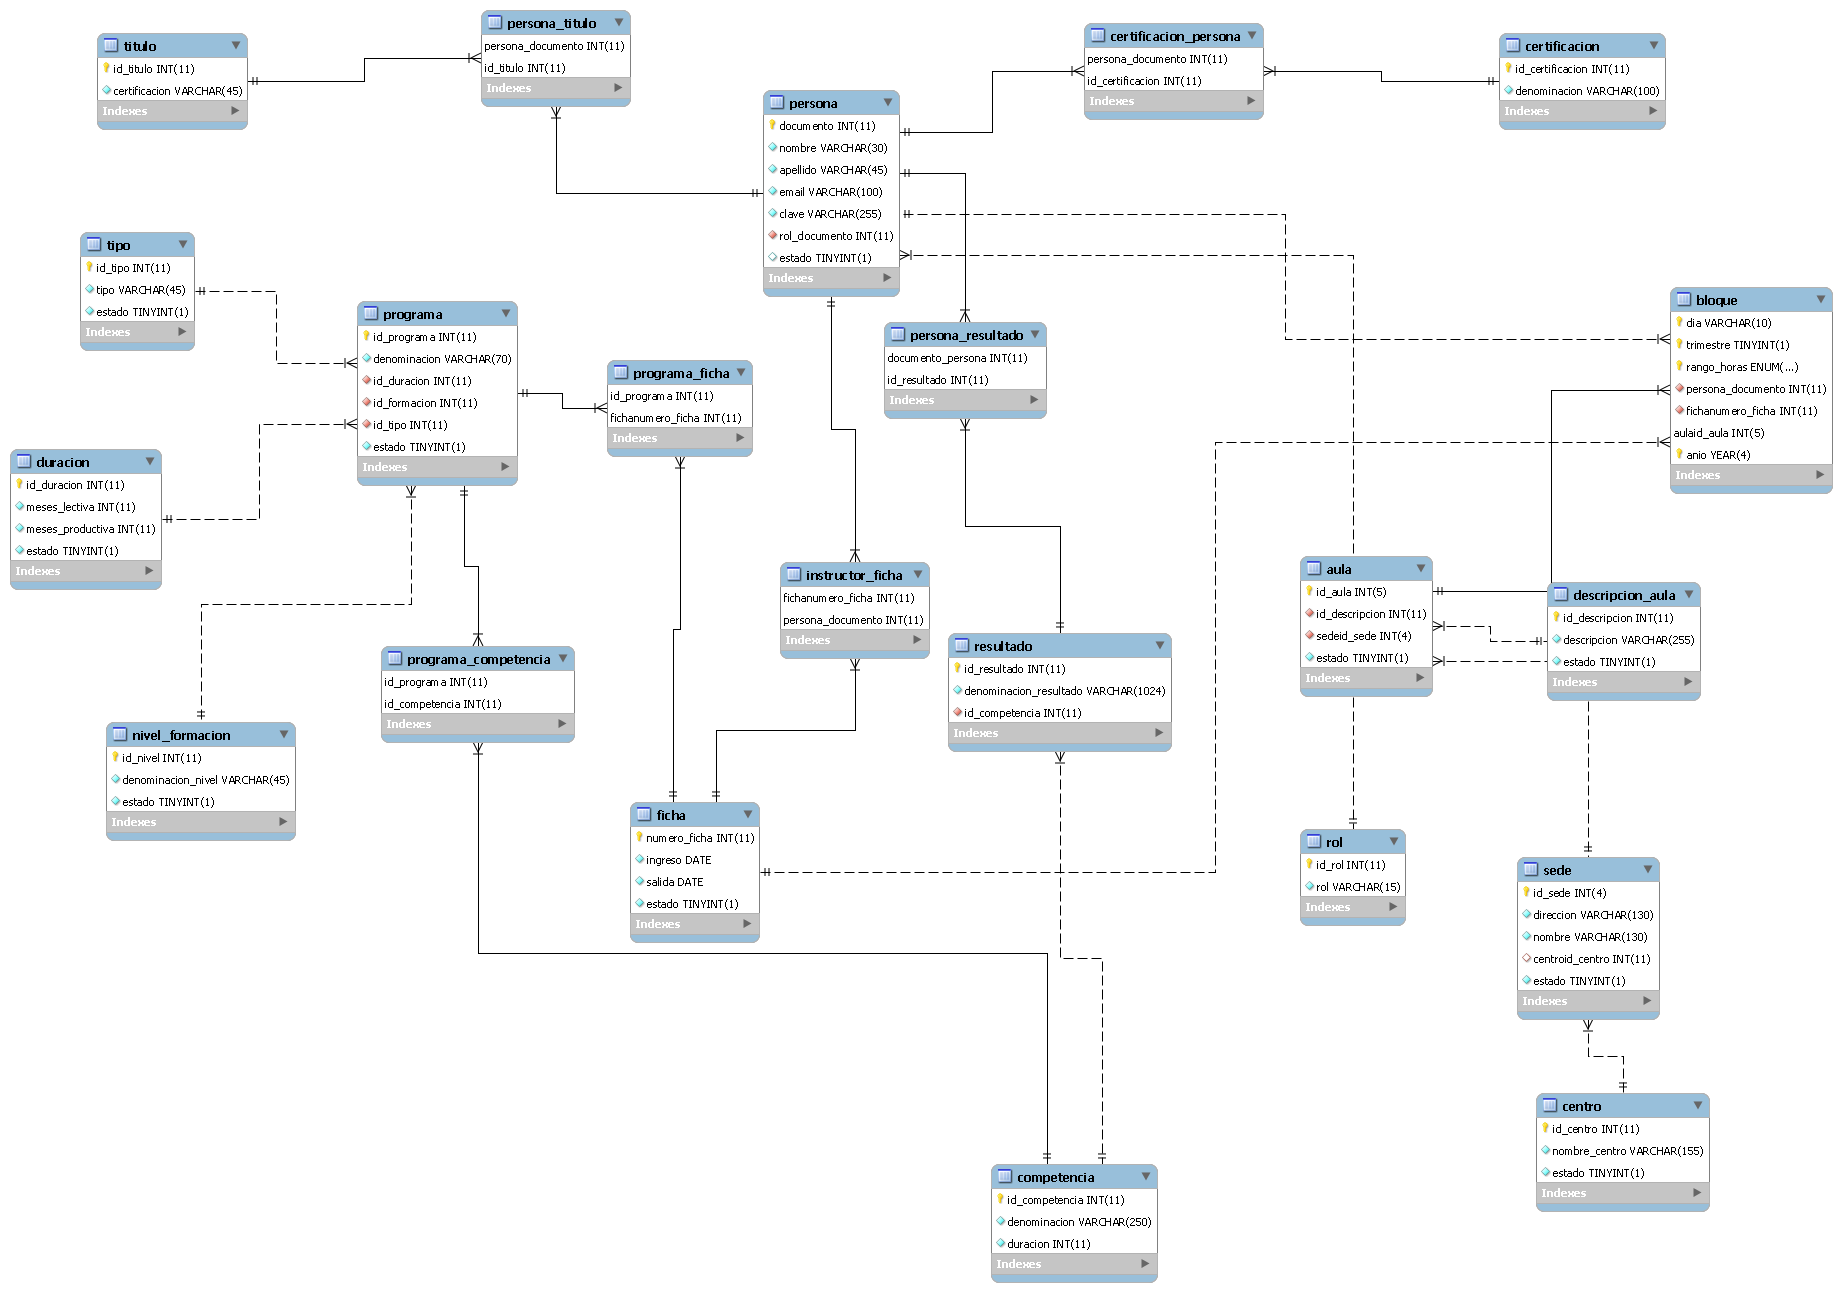 titulo
id_titulo INT(11)
certificacion VARCHAR(45)
Indexes
persona_titulo
persona_documento INT(11)
id_titulo INT(11)
Indexes
persona
documento INT(11)
nombre VARCHAR(30)
apellido VARCHAR(45)
email VARCHAR(100)
clave VARCHAR(255)
rol_documento INT(11)
estado TINYINT(1)
Indexes
certificacion_persona
persona_documento INT(11)
id_certificacion INT(11)
Indexes
certificacion
id_certificacion INT(11)
denominacion VARCHAR(100)
Indexes
tipo
id_tipo INT(11)
tipo VARCHAR(45)
estado TINYINT(1)
Indexes
programa
id_programa INT(11)
denominacion VARCHAR(70)
id_duracion INT(11)
id_formacion INT(11)
id_tipo INT(11)
estado TINYINT(1)
Indexes
programa_ficha
id_programa INT(11)
fichanumero_ficha INT(11)
Indexes
persona_resultado
documento_persona INT(11)
id_resultado INT(11)
Indexes
bloque
dia VARCHAR(10)
trimestre TINYINT(1)
rango_horas ENUM(...)
persona_documento INT(11)
fichanumero_ficha INT(11)
aulaid_aula INT(5)
anio YEAR(4)
Indexes
duracion
id_duracion INT(11)
meses_lectiva INT(11)
meses_productiva INT(11)
estado TINYINT(1)
Indexes
instructor_ficha
fichanumero_ficha INT(11)
persona_documento INT(11)
Indexes
aula
id_aula INT(5)
id_descripcion INT(11)
sedeid_sede INT(4)
estado TINYINT(1)
Indexes
descripcion_aula
id_descripcion INT(11)
descripcion VARCHAR(255)
estado TINYINT(1)
Indexes
programa_competencia
id_programa INT(11)
id_competencia INT(11)
Indexes
resultado
id_resultado INT(11)
denominacion_resultado VARCHAR(1024)
id_competencia INT(11)
Indexes
nivel_formacion
id_nivel INT(11)
denominacion_nivel VARCHAR(45)
estado TINYINT(1)
Indexes
ficha
numero_ficha INT(11)
ingreso DATE
salida DATE
estado TINYINT(1)
Indexes
rol
id_rol INT(11)
rol VARCHAR(15)
Indexes
sede
id_sede INT(4)
direccion VARCHAR(130)
nombre VARCHAR(130)
centroid_centro INT(11)
estado TINYINT(1)
Indexes
centro
id_centro INT(11)
nombre_centro VARCHAR(155)
estado TINYINT(1)
Indexes
competencia
id_competencia INT(11)
denominacion VARCHAR(250)
duracion INT(11)
Indexes